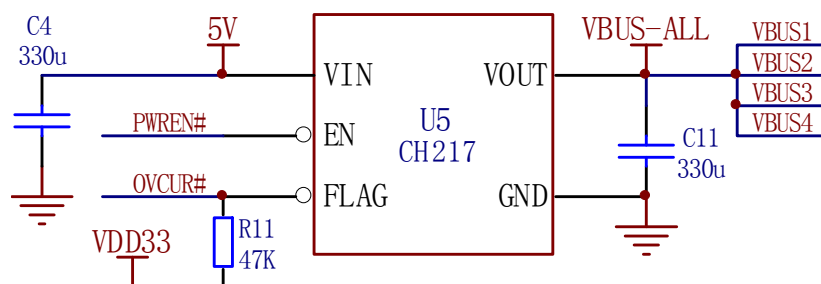 C4
330u
5V
VBUS-ALL
VBUS1
VBUS2
VBUS3
VBUS4
VIN
VOUT
PWREN#
EN
U5
CH217
C11
330u
OVCUR#
FLAG
GND
R11
47K
VDD33